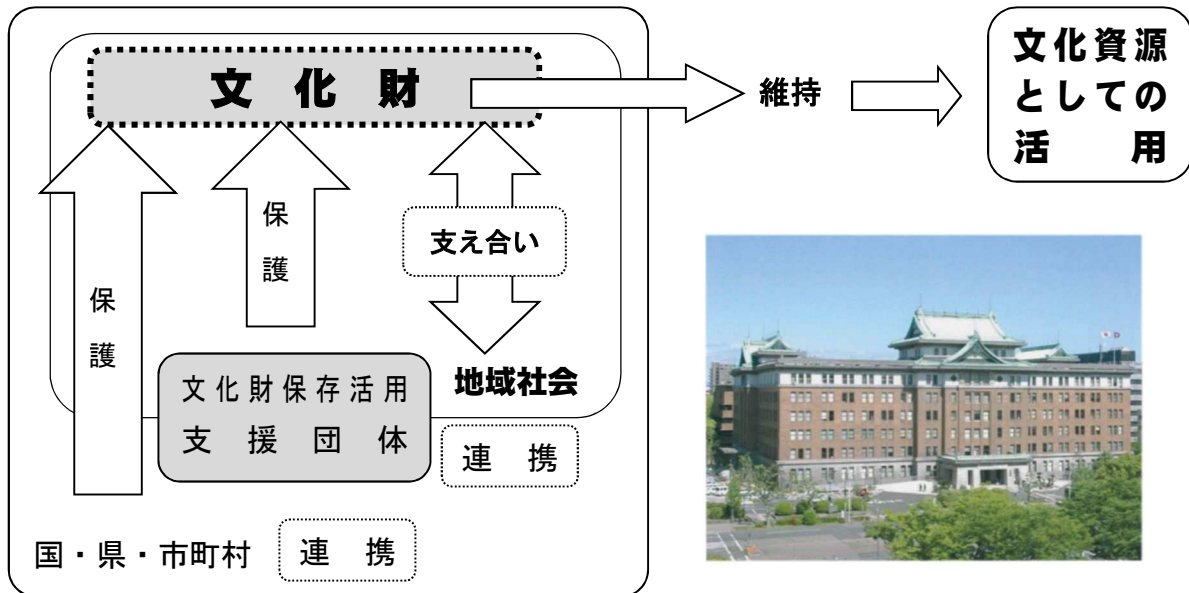 文化財
維持
文化資源
としての
活用
保護
保護
支え合い
文化財保存活用
支援団体
地域社会
連携
国・県・市町村
連携